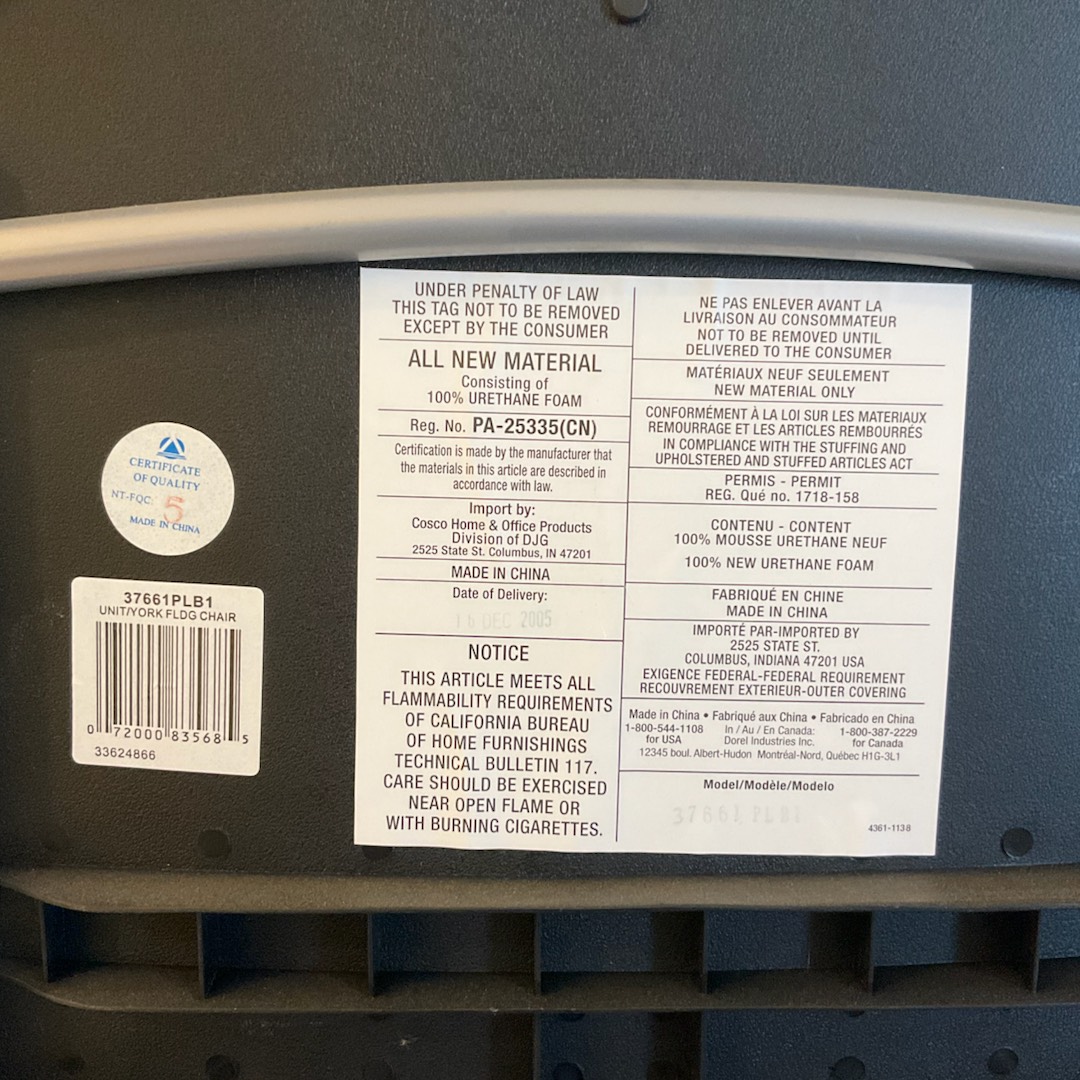 UNDER PENALTY OF LAW
THIS TAG NOT TO BE REMOVED
EXCEPT BY THE CONSUMER
ALL NEW MATERIAL
Consisting of
100% URETHANE FOAM
Reg. No. PA-25335(CN)
Certification is made by the manufacturer that
the materials in this article are described in
accordance with law.
Import by:
Cosco Home & Office Products
Division of DJG
2525 State St. Columbus, IN 47201
MADE IN CHINA
Date of Delivery:
16 DEC 2005
NOTICE
THIS ARTICLE MEETS ALL
FLAMMABILITY REQUIREMENTS
OF CALIFORNIA BUREAU
OF HOME FURNISHINGS
TECHNICAL BULLETIN 117.
CARE SHOULD BE EXERCISED
NEAR OPEN FLAME OR
WITH BURNING CIGARETTES.
NE PAS ENLEVER AVANT LA
LIVRAISON AU CONSOMMATEUR
NOT TO BE REMOVED UNTIL
DELIVERED TO THE CONSUMER
MATÉRIAUX NEUF SEULEMENT
NEW MATERIAL ONLY
CONFORMÉMENT À LA LOI SUR LES MATERIAUX
REMOURRAGE ET LES ARTICLES REMBOURRÉS
IN COMPLIANCE WITH THE STUFFING AND
UPHOLSTERED AND STUFFED ARTICLES ACT
PERMIS - PERMIT
REG. Qué no. 1718-158
CONTENU - CONTENT
100% MOUSSE URETHANE NEUF
100% NEW URETHANE FOAM
FABRIQUÉ EN CHINE
MADE IN CHINA
IMPORTÉ PAR-IMPORTED BY
2525 STATE ST.
COLUMBUS, INDIANA 47201 USA
EXIGENCE FEDERAL-FEDERAL REQUIREMENT
RECOUVREMENT EXTERIEUR-OUTER COVERING
Made in China • Fabriqué aux China • Fabricado en China
1-800-544-1108 In / Au / En Canada: 1-800-387-2229
for USA Dorel Industries Inc. for Canada
12345 boul. Albert-Hudon Montréal-Nord, Québec H1G-3L1
Model/Modèle/Modelo
37661 PLB1
4361-1138
CERTIFICATE
OF QUALITY
NT-FQC: 5
MADE IN CHINA
37661PLB1
UNIT/YORK FLDG CHAIR
0 72000 83568 5
33624866